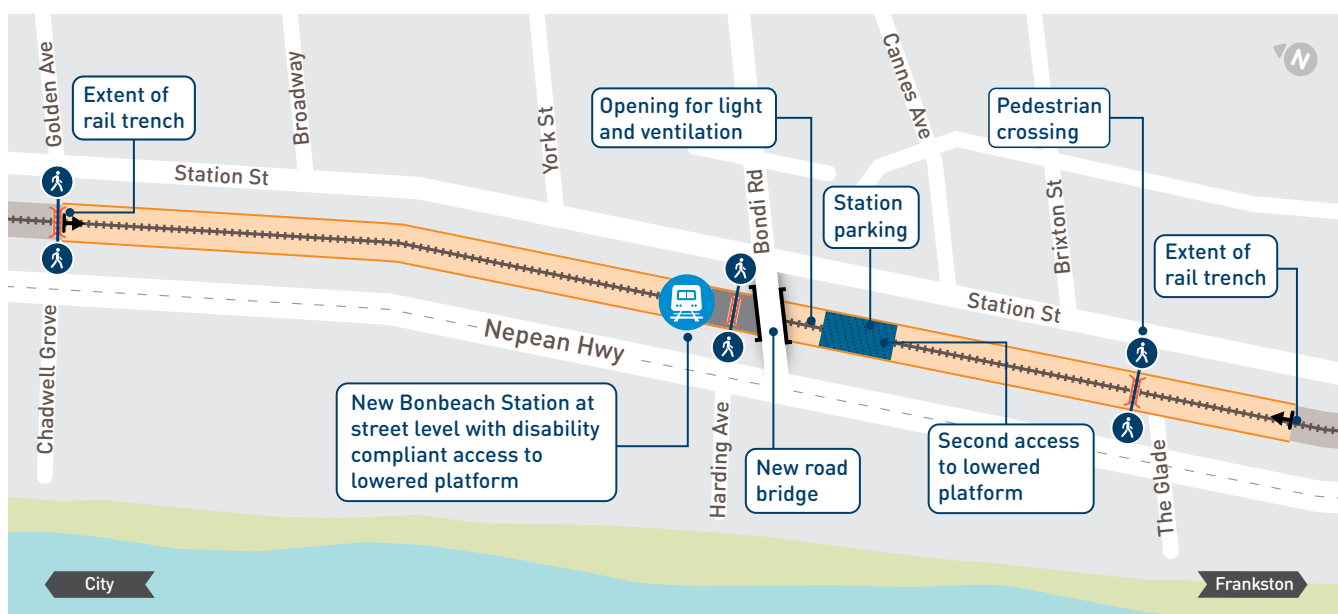 Golden Ave
Extent of
rail trench
Broadway
Station St
York St
Opening for light
and ventilation
Bondi Rd
Cannes Ave
Station
parking
Pedestrian
crossing
Brixton St
Extent of
rail trench
N
Station St
Chadwell Grove
Nepean Hwy
New Bonbeach Station at
street level with disability
compliant access to
lowered platform
Harding Ave
New road
bridge
Second access
to lowered
platform
The Glade
City
Frankston